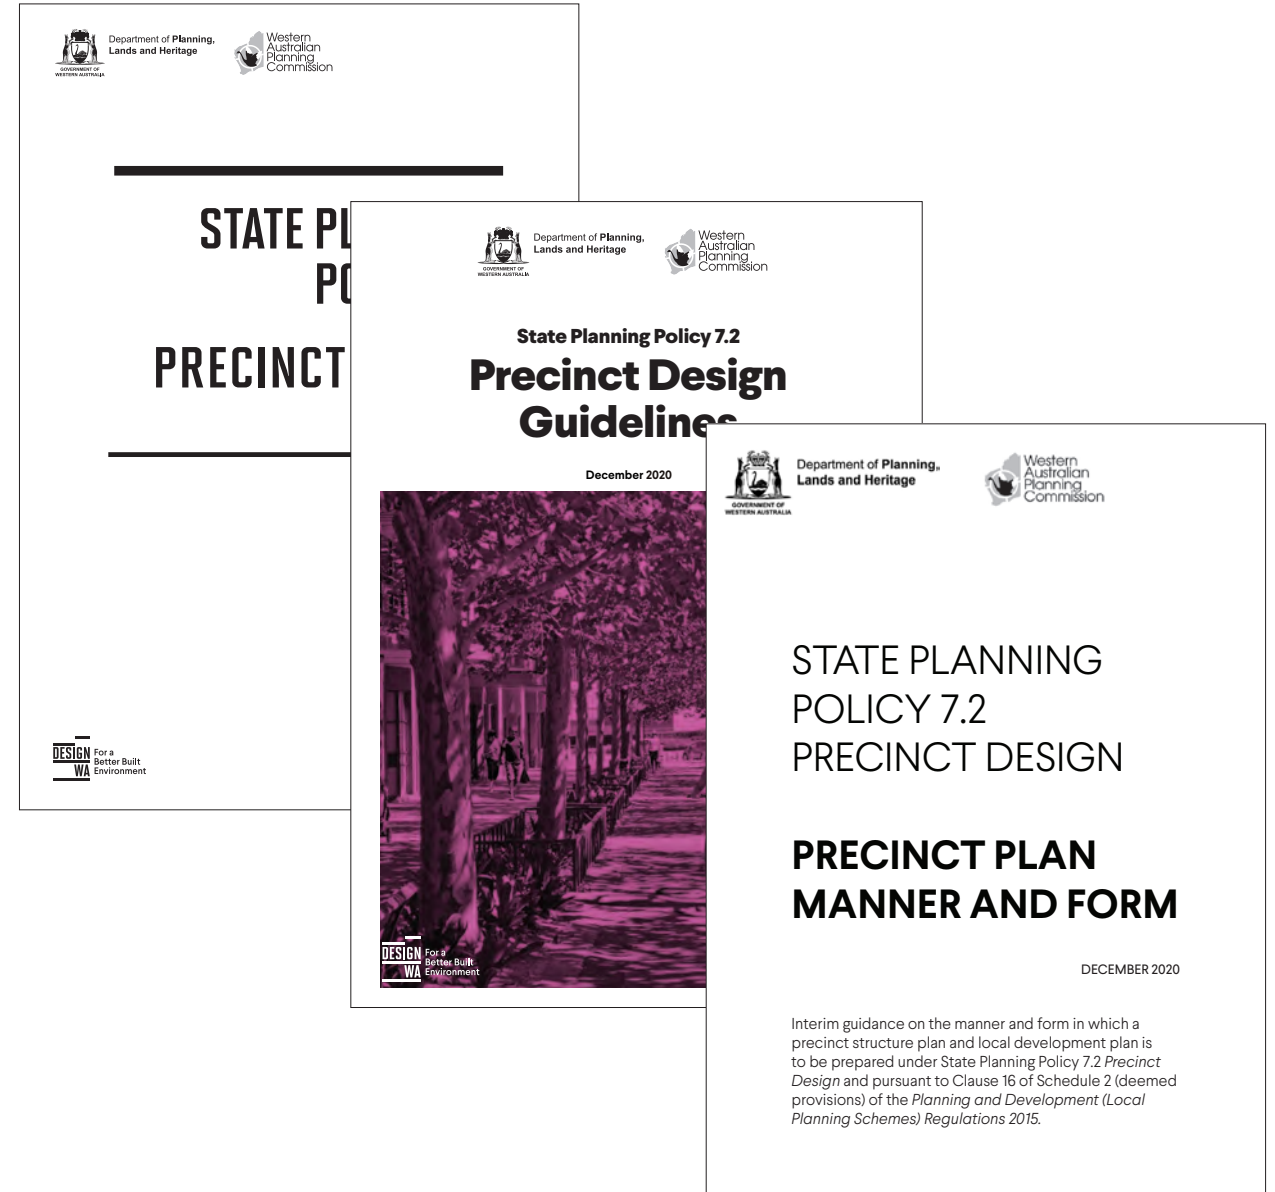 Department of Planning,
Lands and Heritage
GOVERNMENT OF
WESTERN AUSTRALIA
Western
Australian
Planning
Commission
STATE PL
PO
PRECINCT
DESIGN
WA
For a
Better Built
Environment
Department of Planning,
Lands and Heritage
GOVERNMENT OF
WESTERN AUSTRALIA
Western
Australian
Planning
Commission
State Planning Policy 7.2
Precinct Design
Guidelines
December 2020
DESIGN
WA
For a
Better Built
Environment
Department of Planning,
Lands and Heritage
GOVERNMENT OF
WESTERN AUSTRALIA
Western
Australian
Planning
Commission
STATE PLANNING
POLICY 7.2
PRECINCT DESIGN
PRECINCT PLAN
MANNER AND FORM
DECEMBER 2020
Interim guidance on the manner and form in which a
precinct structure plan and local development plan is
to be prepared under State Planning Policy 7.2 Precinct
Design and pursuant to Clause 16 of Schedule 2 (deemed
provisions) of the Planning and Development (Local
Planning Schemes) Regulations 2015.